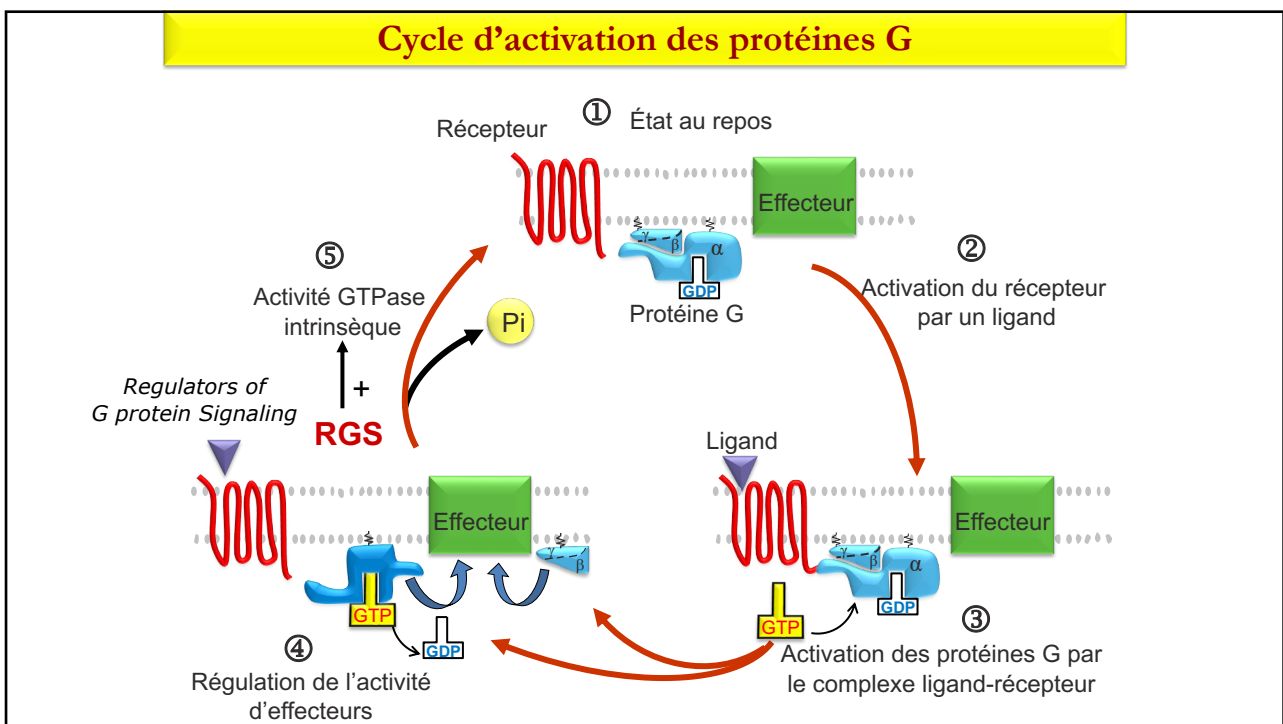 Cycle d'activation des protéines G
①
État au repos
Récepteur
Effecteur
γ
β
α
GDP
Protéine G
②
Activation du récepteur
par un ligand
⑤
Activité GTPase
intrinsèque
Pi
+
Regulators of
G protein Signaling
RGS
Ligand
Effecteur
γ
β
α
GDP
GTP
③
Activation des protéines G par
le complexe ligand-récepteur
Effecteur
γ
β
GTP
GDP
④
Régulation de l'activité
d'effecteurs